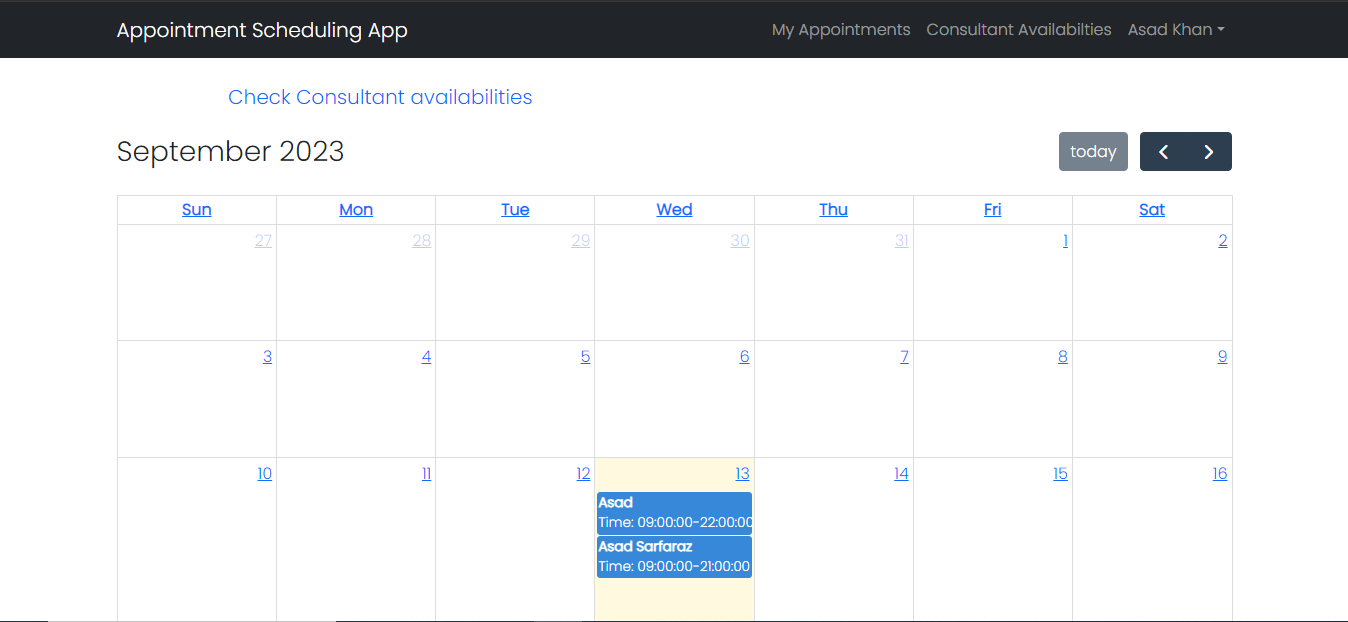 Appointment Scheduling App My Appointments Consultant Availabilties Asad Khan
Check Consultant availabilities
September 2023 today
Sun Mon Tue Wed Thu Fri Sat
27 28 29 30 31 1 2
3 4 5 6 7 8 9
10 11 12 13 14 15 16
Asad
Time: 09:00:00-22:00:00
Asad Sarfaraz
Time: 09:00:00-21:00:00